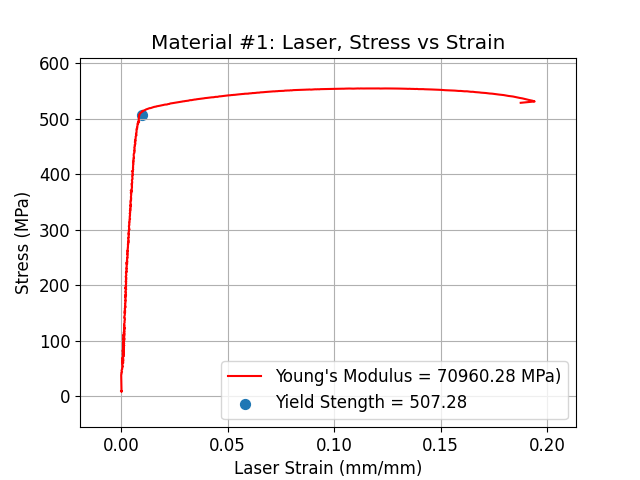 Material #1: Laser, Stress vs Strain
600
500
400
300
200
100
0
Stress (MPa)
Young's Modulus = 70960.28 MPa)
Yield Stength = 507.28
0.00 0.05 0.10 0.15 0.20
Laser Strain (mm/mm)